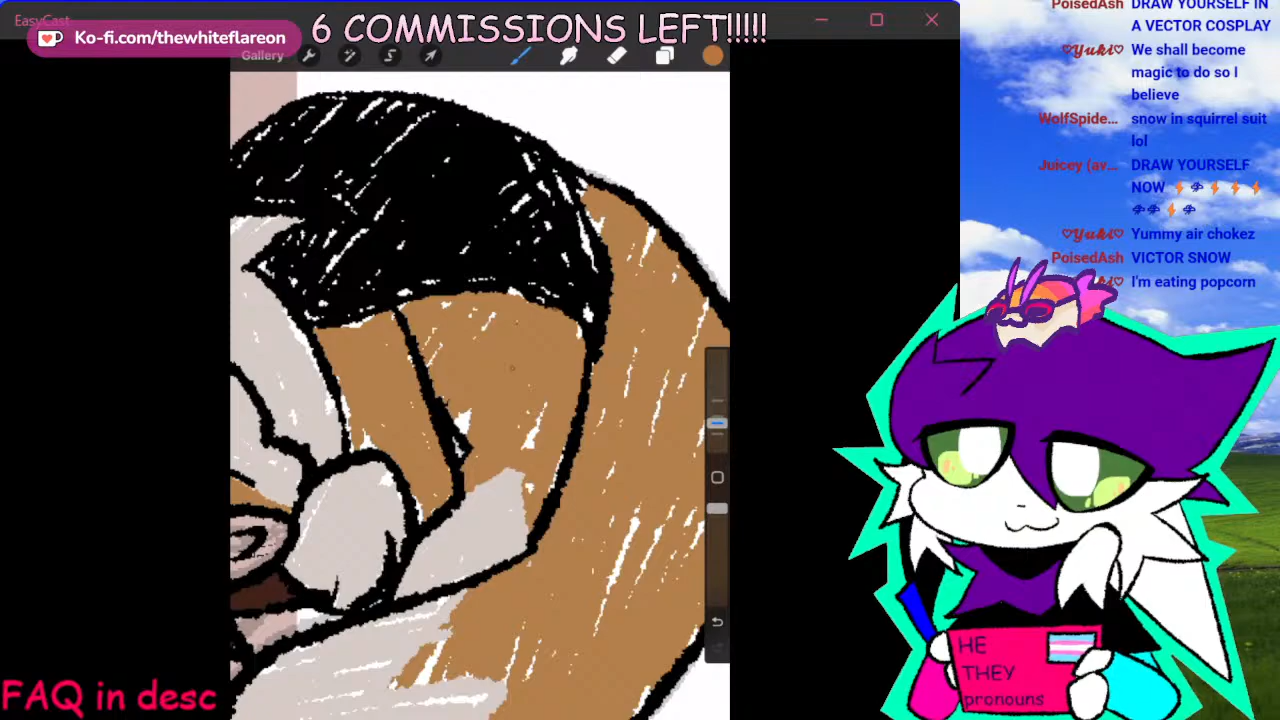 EasyCast
Ko-fi.com/thewhiteflareon
6 COMMISSIONS LEFT!!!!!
Gallery
PoisedAsh DRAW YOURSELF IN
A VECTOR COSPLAY
♡𝒴𝓊𝓀𝒾♡ We shall become
magic to do so I
believe
WolfSpide... snow in squirrel suit
lol
Juicey (av... DRAW YOURSELF
NOW
♡𝒴𝓊𝓀𝒾♡ Yummy air chokez
PoisedAsh VICTOR SNOW
I'm eating popcorn
HE
THEY
pronouns
FAQ in desc